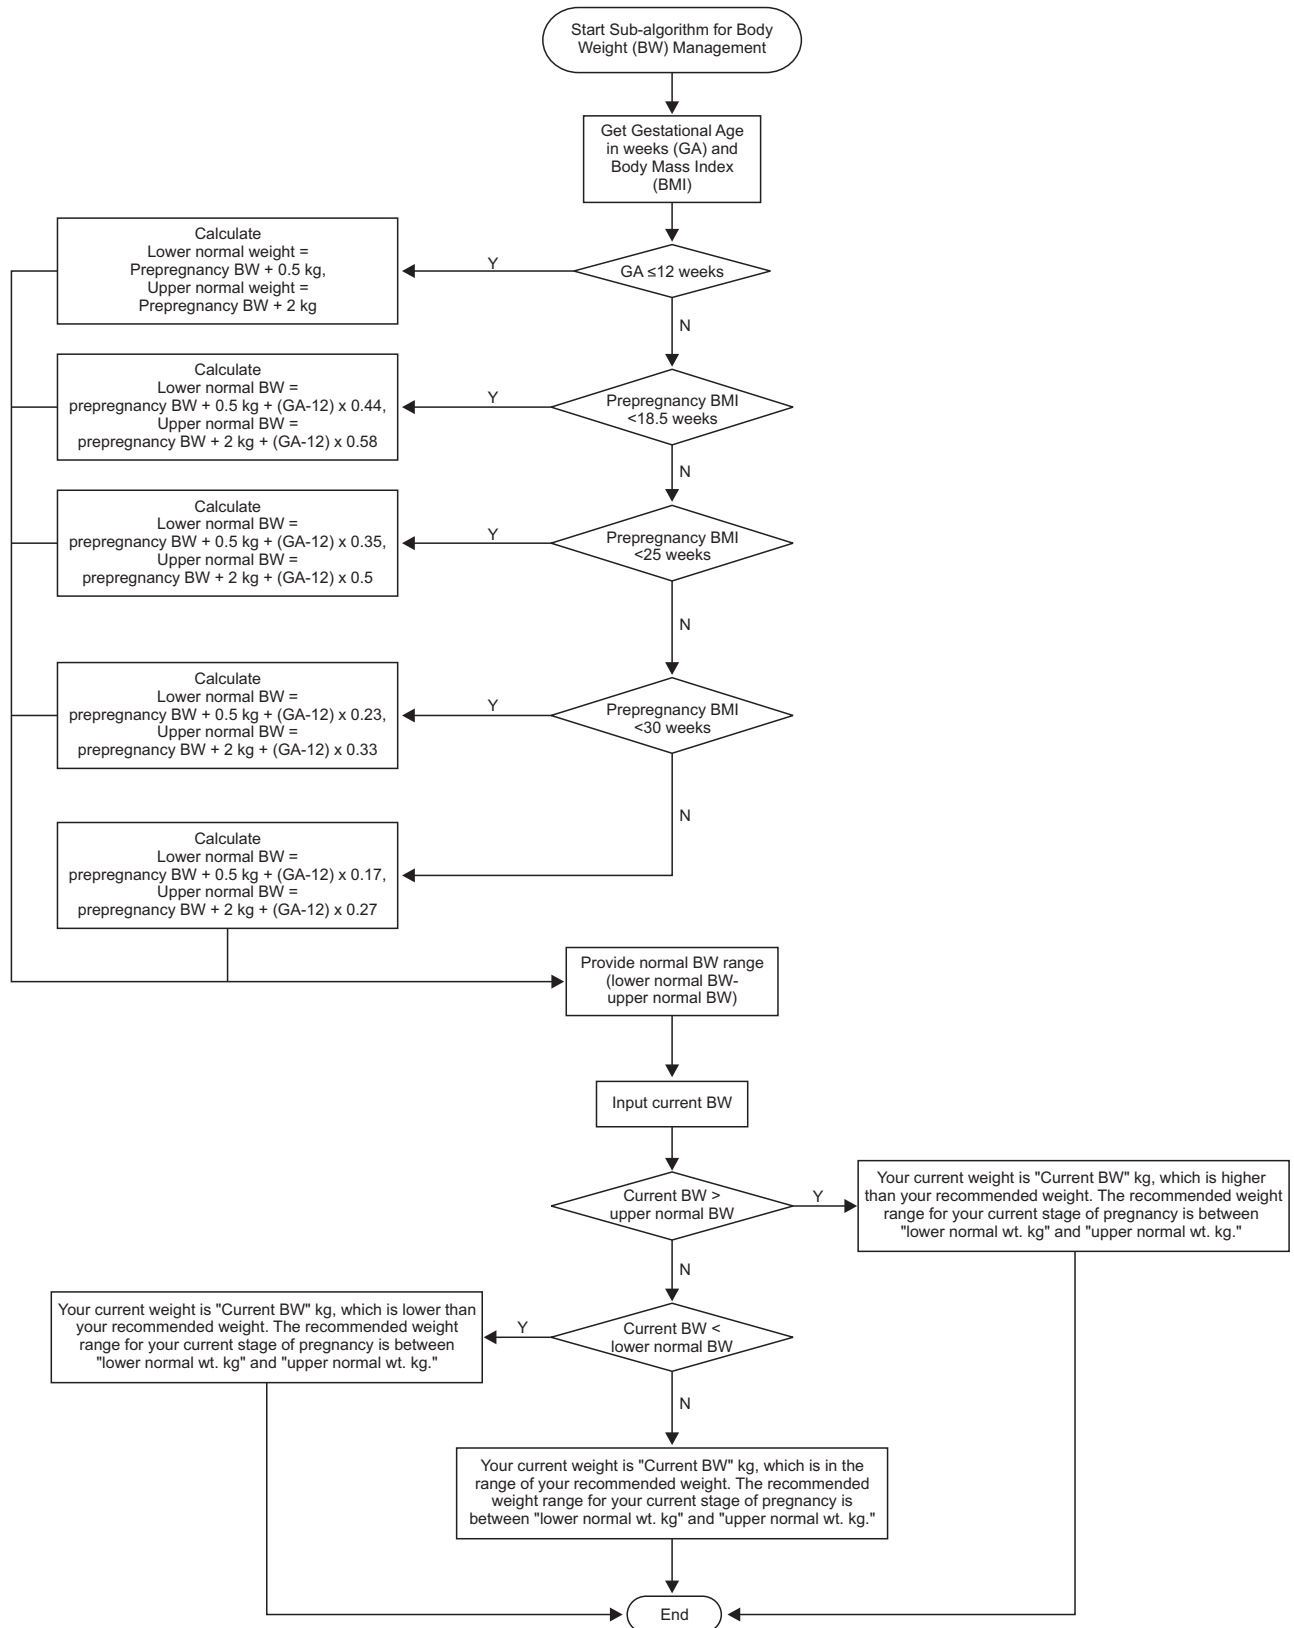 Start Sub-algorithm for Body
Weight (BW) Management
Get Gestational Age
in weeks (GA) and
Body Mass Index
(BMI)
GA ≤12 weeks
Y
Calculate
Lower normal weight =
Prepregnancy BW + 0.5 kg,
Upper normal weight =
Prepregnancy BW + 2 kg
N
Prepregnancy BMI
<18.5 weeks
Y
Calculate
Lower normal BW =
prepregnancy BW + 0.5 kg + (GA-12) x 0.44,
Upper normal BW =
prepregnancy BW + 2 kg + (GA-12) x 0.58
N
Prepregnancy BMI
<25 weeks
Y
Calculate
Lower normal BW =
prepregnancy BW + 0.5 kg + (GA-12) x 0.35,
Upper normal BW =
prepregnancy BW + 2 kg + (GA-12) x 0.5
N
Prepregnancy BMI
<30 weeks
Y
Calculate
Lower normal BW =
prepregnancy BW + 0.5 kg + (GA-12) x 0.23,
Upper normal BW =
prepregnancy BW + 2 kg + (GA-12) x 0.33
N
Calculate
Lower normal BW =
prepregnancy BW + 0.5 kg + (GA-12) x 0.17,
Upper normal BW =
prepregnancy BW + 2 kg + (GA-12) x 0.27
Provide normal BW range
(lower normal BW-
upper normal BW)
Input current BW
Current BW >
upper normal BW
Y
Your current weight is "Current BW" kg, which is higher
than your recommended weight. The recommended weight
range for your current stage of pregnancy is between
"lower normal wt. kg" and "upper normal wt. kg."
N
Current BW <
lower normal BW
Y
Your current weight is "Current BW" kg, which is lower than
your recommended weight. The recommended weight
range for your current stage of pregnancy is between
"lower normal wt. kg" and "upper normal wt. kg."
N
Your current weight is "Current BW" kg, which is in the
range of your recommended weight. The recommended
weight range for your current stage of pregnancy is
between "lower normal wt. kg" and "upper normal wt. kg."
End